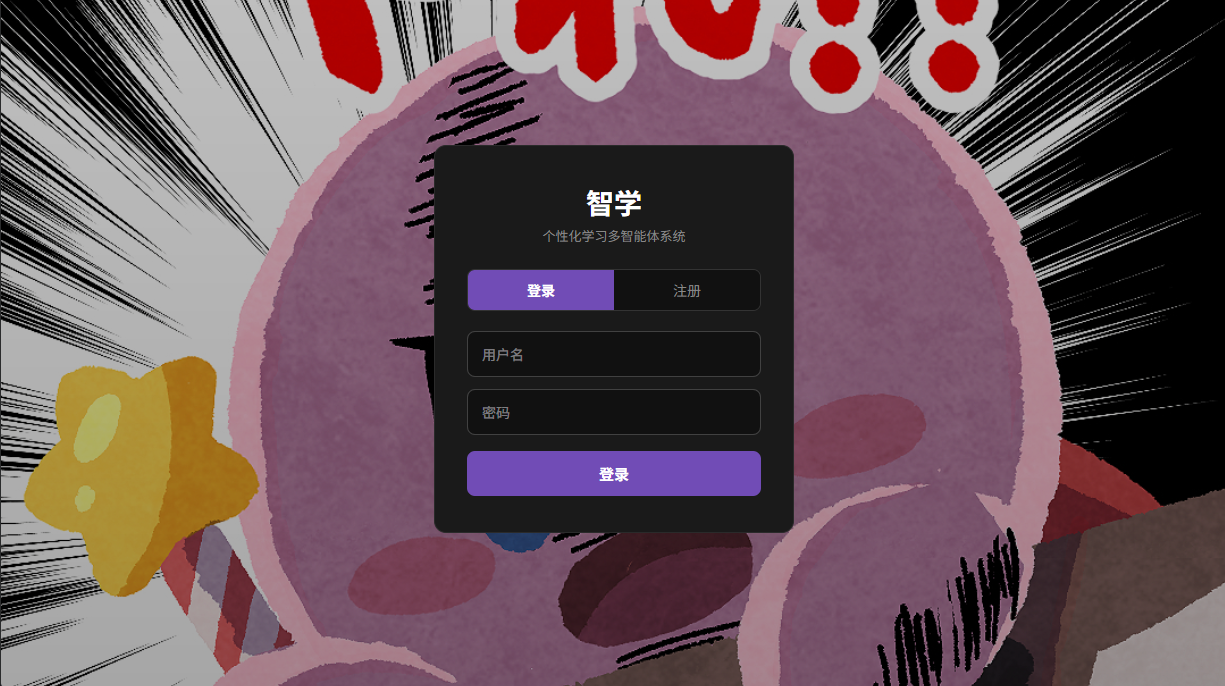 智学
个性化学习多智能体系统
登录
注册
用户名
密码
登录